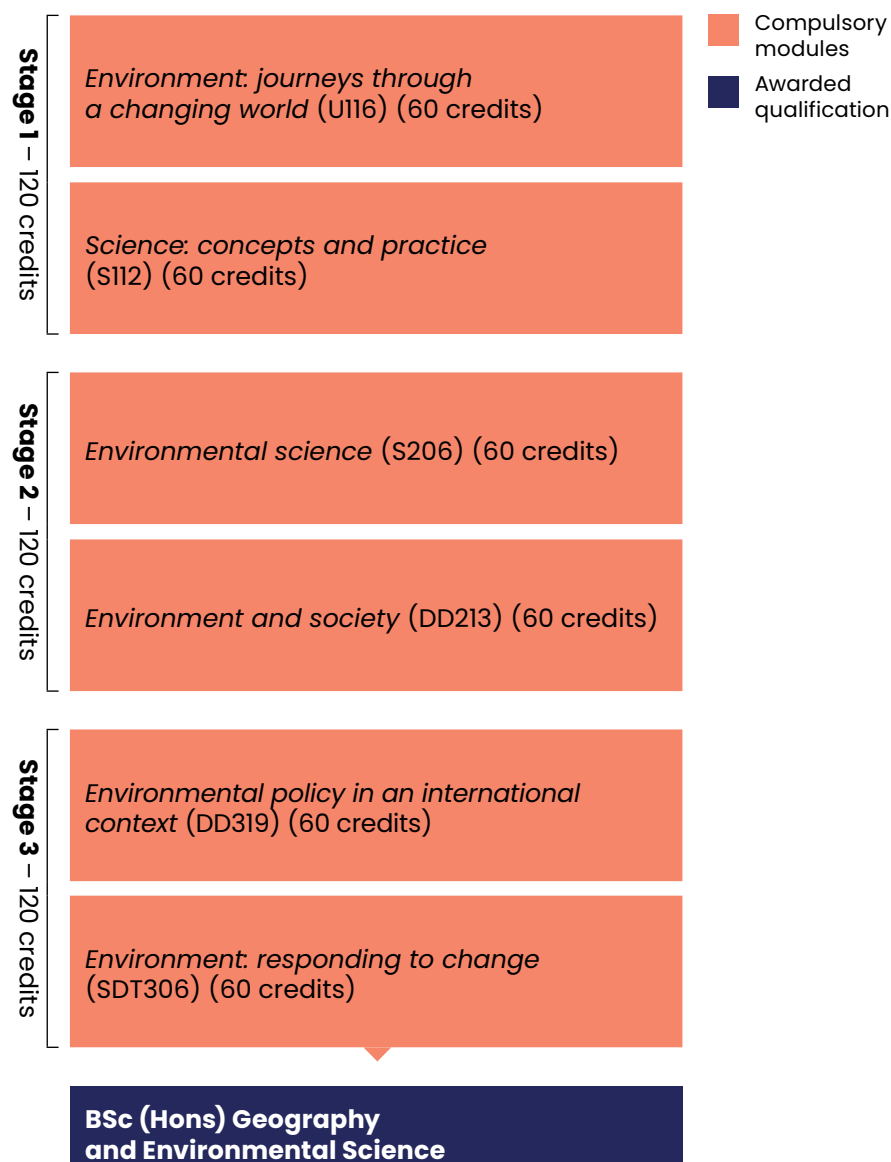 Compulsory
modules
Awarded
qualification
Stage 1 – 120 credits
Environment: journeys through
a changing world (U116) (60 credits)
Science: concepts and practice
(S112) (60 credits)
Stage 2 – 120 credits
Environmental science (S206) (60 credits)
Environment and society (DD213) (60 credits)
Stage 3 – 120 credits
Environmental policy in an international
context (DD319) (60 credits)
Environment: responding to change
(SDT306) (60 credits)
BSc (Hons) Geography
and Environmental Science